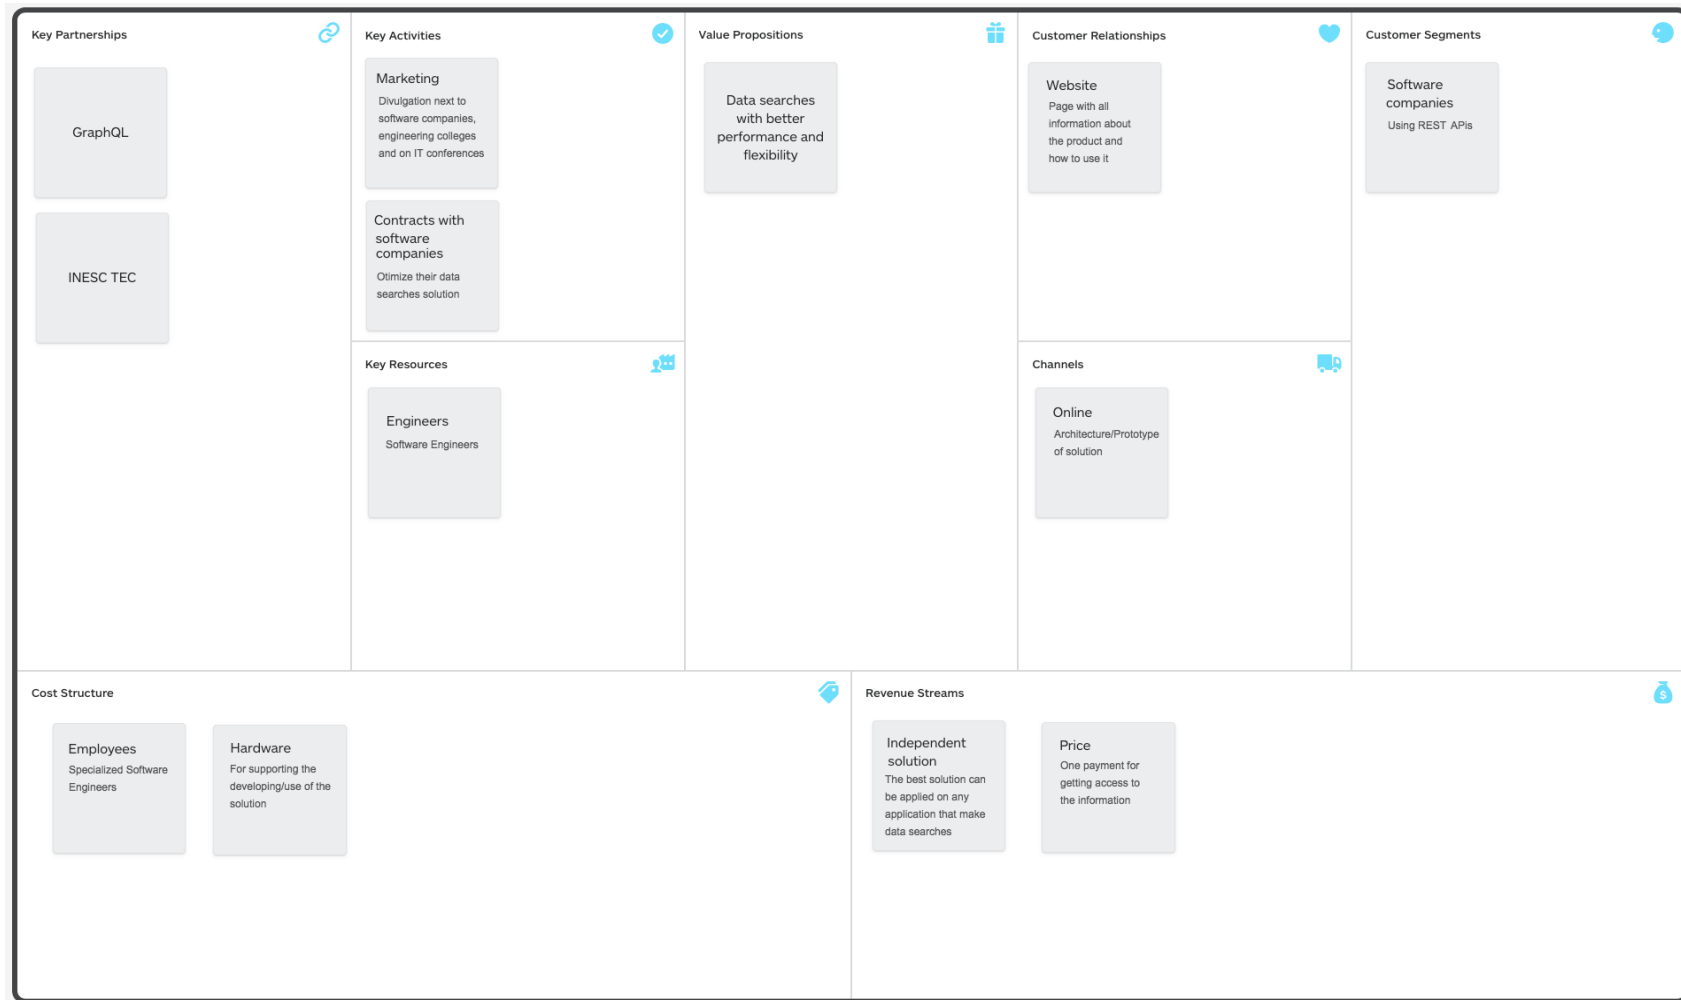 Key Partnerships
GraphQL
INESC TEC
Key Activities
Marketing
Divulgation next to
software companies,
engineering colleges
and on IT conferences
Contracts with
software
companies
Otimize their data
searches solution
Key Resources
Engineers
Software Engineers
Value Propositions
Data searches
with better
performance and
flexibility
Customer Relationships
Website
Page with all
information about
the product and
how to use it
Channels
Online
Architecture/Prototype
of solution
Customer Segments
Software
companies
Using REST APis
Cost Structure
Employees
Specialized Software
Engineers
Hardware
For supporting the
developing/use of the
solution
Revenue Streams
Independent
solution
The best solution can
be applied on any
application that make
data searches
Price
One payment for
getting access to
the information
$